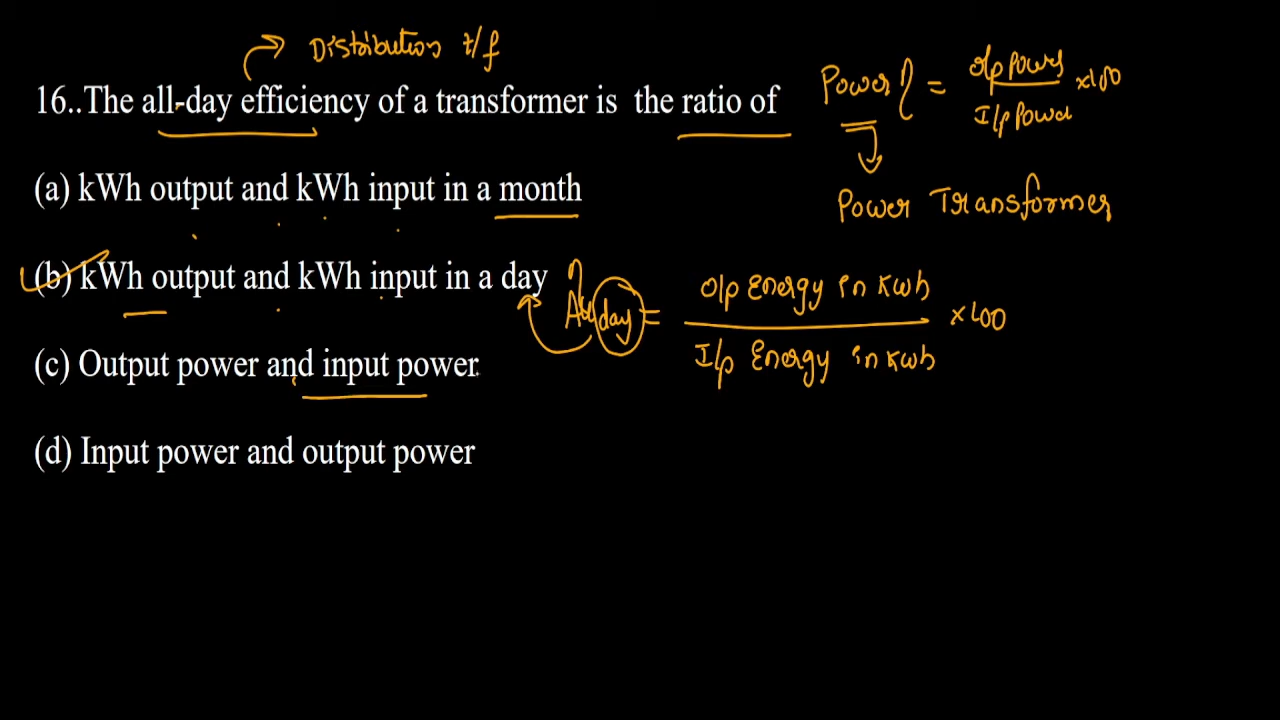 Distribution t/f
16..The all-day efficiency of a transformer is the ratio of
Power η = o/p Power / I/p Power ×100
Power Transformer
(a) kWh output and kWh input in a month
(b) kWh output and kWh input in a day
η All day = o/p Energy in kwh / I/p Energy in kwh ×100
(c) Output power and input power
(d) Input power and output power